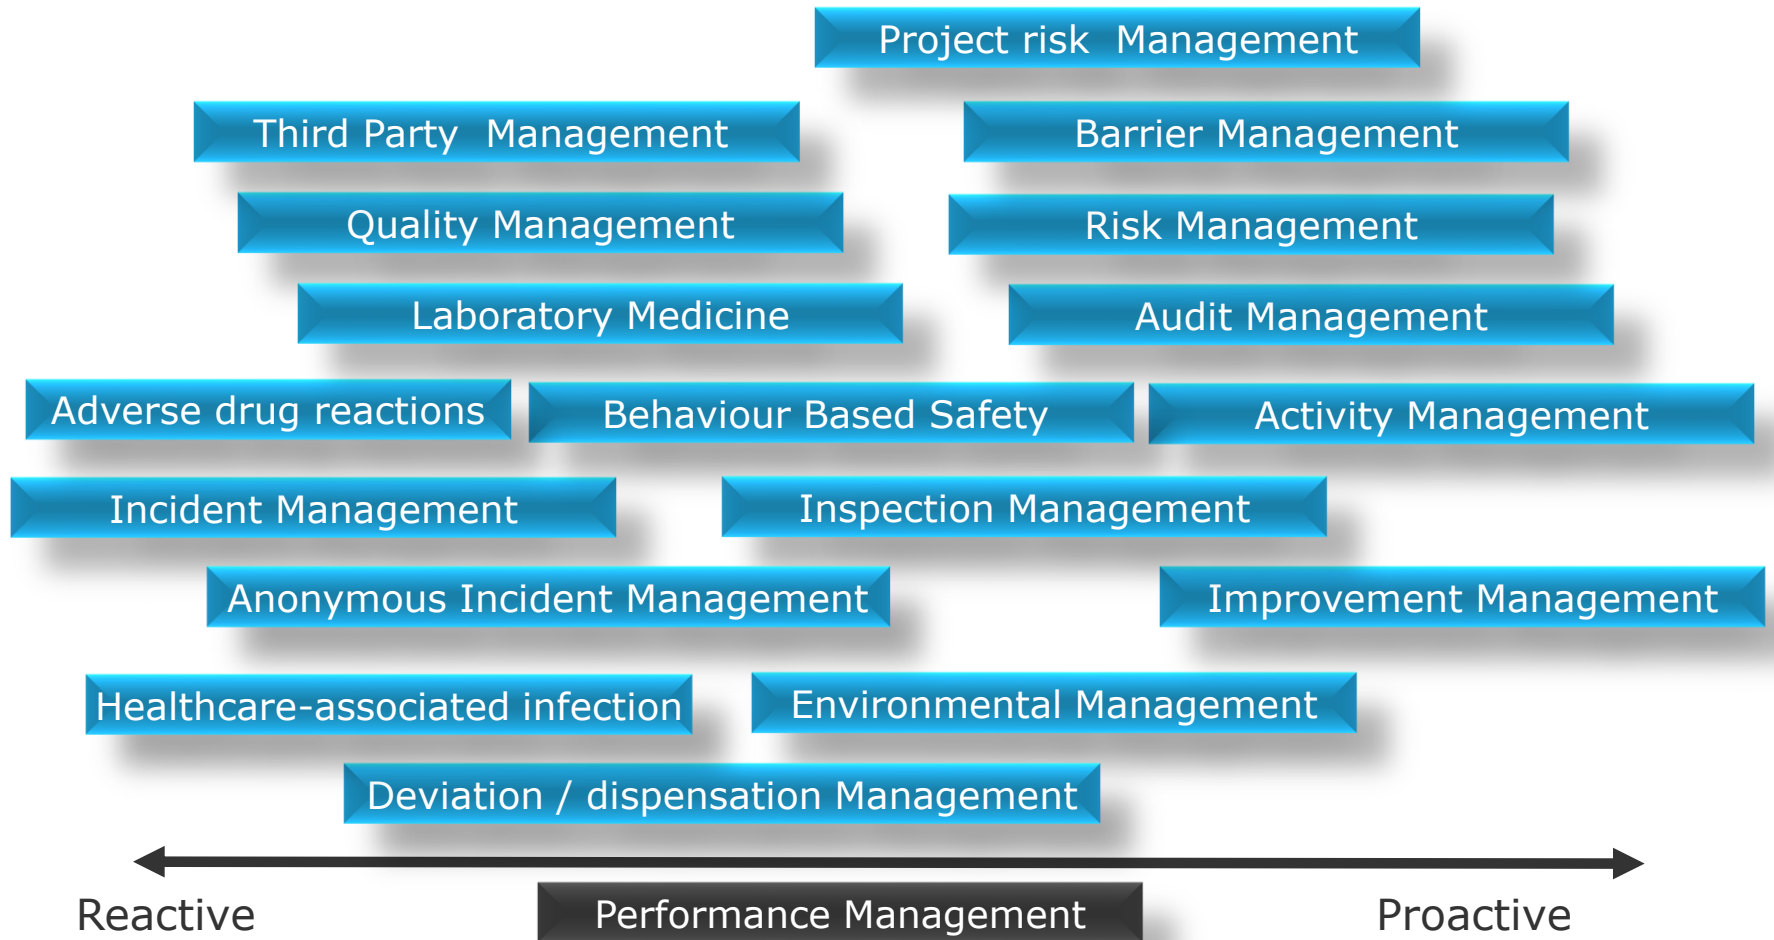 Project risk  Management
Third Party  Management
Barrier Management
Quality Management
Risk Management
Laboratory Medicine
Audit Management
Adverse drug reactions
Behaviour Based Safety
Activity Management
Incident Management
Inspection Management
Anonymous Incident Management
Improvement Management
Healthcare-associated infection
Environmental Management
Deviation / dispensation Management
Reactive
Performance Management
Proactive